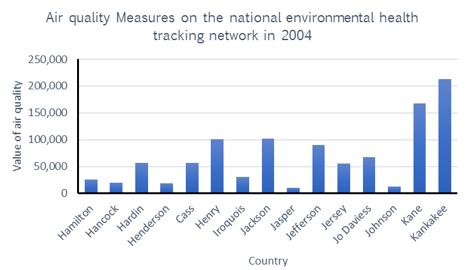 Air quality Measures on the national environmental health
tracking network in 2004
Value of air quality
250,000
200,000
150,000
100,000
50,000
0
Hamilton
Hancock
Hardin
Henderson
Cass
Henry
Iroquois
Jackson
Jasper
Jefferson
Jersey
Jo Daviess
Johnson
Kane
Kankakee
Country